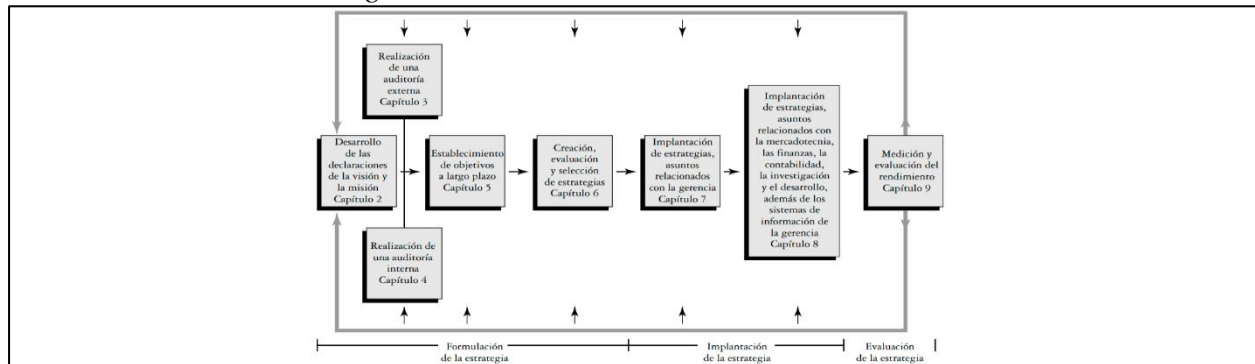 Realización
de una
auditoría
externa
Capítulo 3
Desarrollo
de las
declaraciones
de la visión y
la misión
Capítulo 2
Realización de
una auditoría
interna
Capítulo 4
Establecimiento
de objetivos
a largo plazo
Capítulo 5
Creación,
evaluación
y selección
de estrategias
Capítulo 6
Implantación
de estrategias,
asuntos
relacionados
con la gerencia
Capítulo 7
Implantación
de estrategias,
asuntos
relacionados con
la mercadotecnia,
las finanzas, la
contabilidad,
la investigación
y el desarrollo,
además de los
sistemas de
información de
la gerencia
Capítulo 8
Medición y
evaluación del
rendimiento
Capítulo 9
Formulación
de la estrategia
Implantación
de la estrategia
Evaluación
de la estrategia